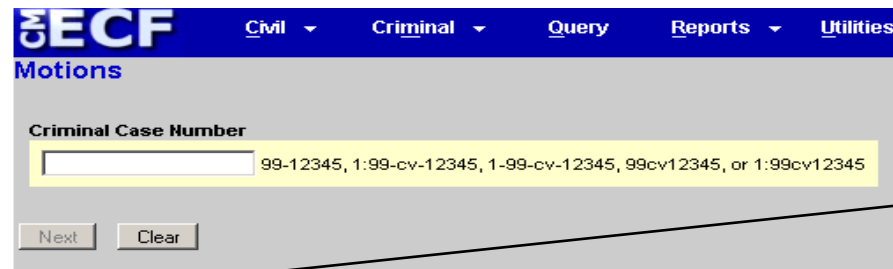 CM ECF Civil Criminal Query Reports Utilities
Motions
Criminal Case Number
99-12345, 1:99-cv-12345, 1-99-cv-12345, 99cv12345, or 1:99cv12345
Next Clear